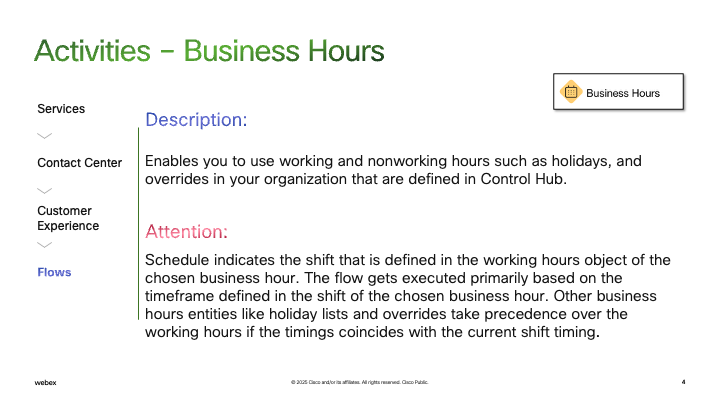 Activities – Business Hours
Business Hours
Services
Contact Center
Customer
Experience
Flows
Description:
Enables you to use working and nonworking hours such as holidays, and
overrides in your organization that are defined in Control Hub.
Attention:
Schedule indicates the shift that is defined in the working hours object of the
chosen business hour. The flow gets executed primarily based on the
timeframe defined in the shift of the chosen business hour. Other business
hours entities like holiday lists and overrides take precedence over the
working hours if the timings coincides with the current shift timing.
webex
© 2025 Cisco and/or its affiliates. All rights reserved. Cisco Public.
4